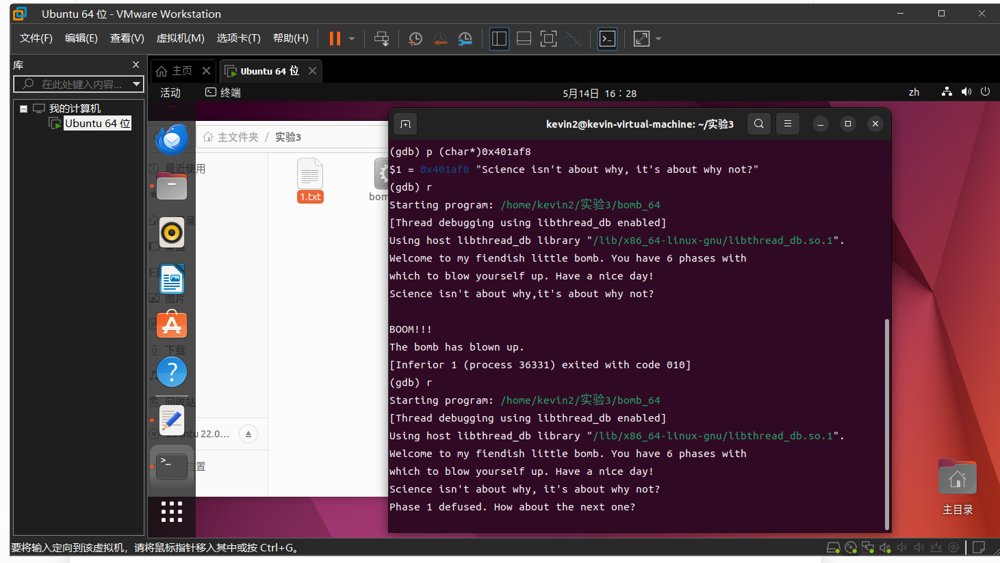 Ubuntu 64 位 - VMware Workstation
文件(F) 编辑(E) 查看(V) 虚拟机(M) 选项卡(T) 帮助(H)
库
主页
Ubuntu 64 位
在此处键入内容...
活动
终端
5月14日 16：28
zh
我的计算机
Ubuntu 64 位
主文件夹 / 实验3
最近使用
1.txt
bom
图片
下载
回收站
Ubuntu 22.0...
位置
kevin2@kevin-virtual-machine: ~/实验3
(gdb) p (char*)0x401af8
$1 = 0x401af8 "Science isn't about why, it's about why not?"
(gdb) r
Starting program: /home/kevin2/实验3/bomb_64
[Thread debugging using libthread_db enabled]
Using host libthread_db library "/lib/x86_64-linux-gnu/libthread_db.so.1".
Welcome to my fiendish little bomb. You have 6 phases with
which to blow yourself up. Have a nice day!
Science isn't about why,it's about why not?
BOOM!!!
The bomb has blown up.
[Inferior 1 (process 36331) exited with code 010]
(gdb) r
Starting program: /home/kevin2/实验3/bomb_64
[Thread debugging using libthread_db enabled]
Using host libthread_db library "/lib/x86_64-linux-gnu/libthread_db.so.1".
Welcome to my fiendish little bomb. You have 6 phases with
which to blow yourself up. Have a nice day!
Science isn't about why, it's about why not?
Phase 1 defused. How about the next one?
主目录
要将输入定向到该虚拟机，请将鼠标指针移入其中或按 Ctrl+G。